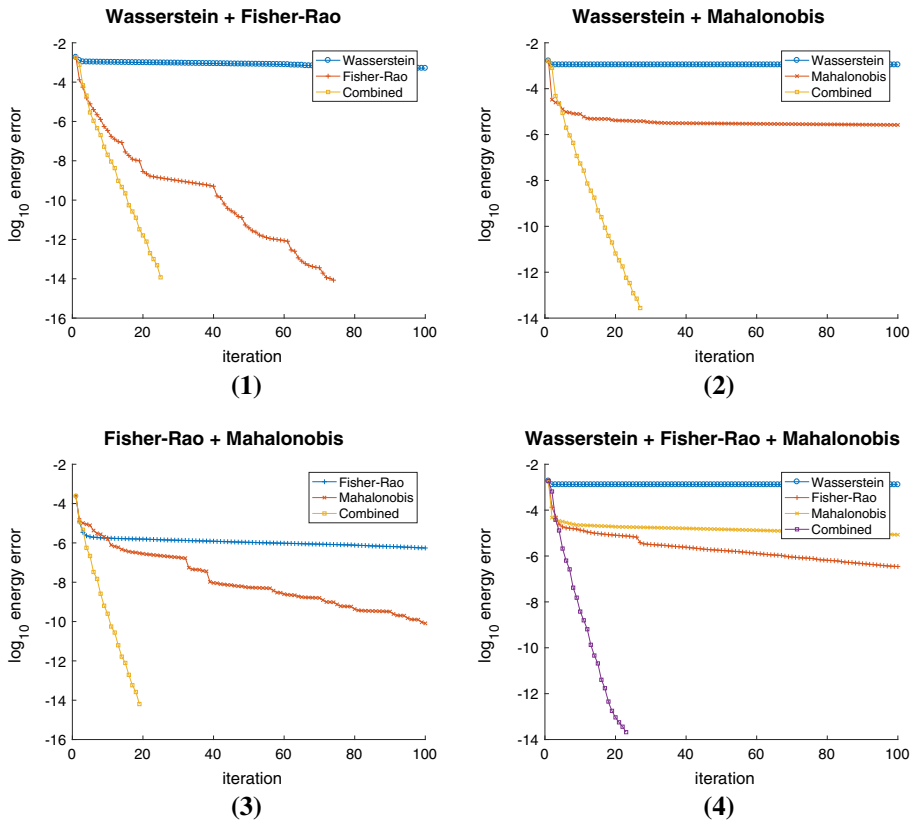 Wasserstein + Fisher-Rao
-2
-4
-6
-8
-10
-12
-14
-16
log10 energy error
0
20
40
60
80
100
iteration
Wasserstein
Fisher-Rao
Combined
(1)
Wasserstein + Mahalonobis
-2
-4
-6
-8
-10
-12
-14
log10 energy error
0
20
40
60
80
100
iteration
Wasserstein
Mahalonobis
Combined
(2)
Fisher-Rao + Mahalonobis
-2
-4
-6
-8
-10
-12
-14
-16
log10 energy error
0
20
40
60
80
100
iteration
Fisher-Rao
Mahalonobis
Combined
(3)
Wasserstein + Fisher-Rao + Mahalonobis
-2
-4
-6
-8
-10
-12
-14
log10 energy error
0
20
40
60
80
100
iteration
Wasserstein
Fisher-Rao
Mahalonobis
Combined
(4)